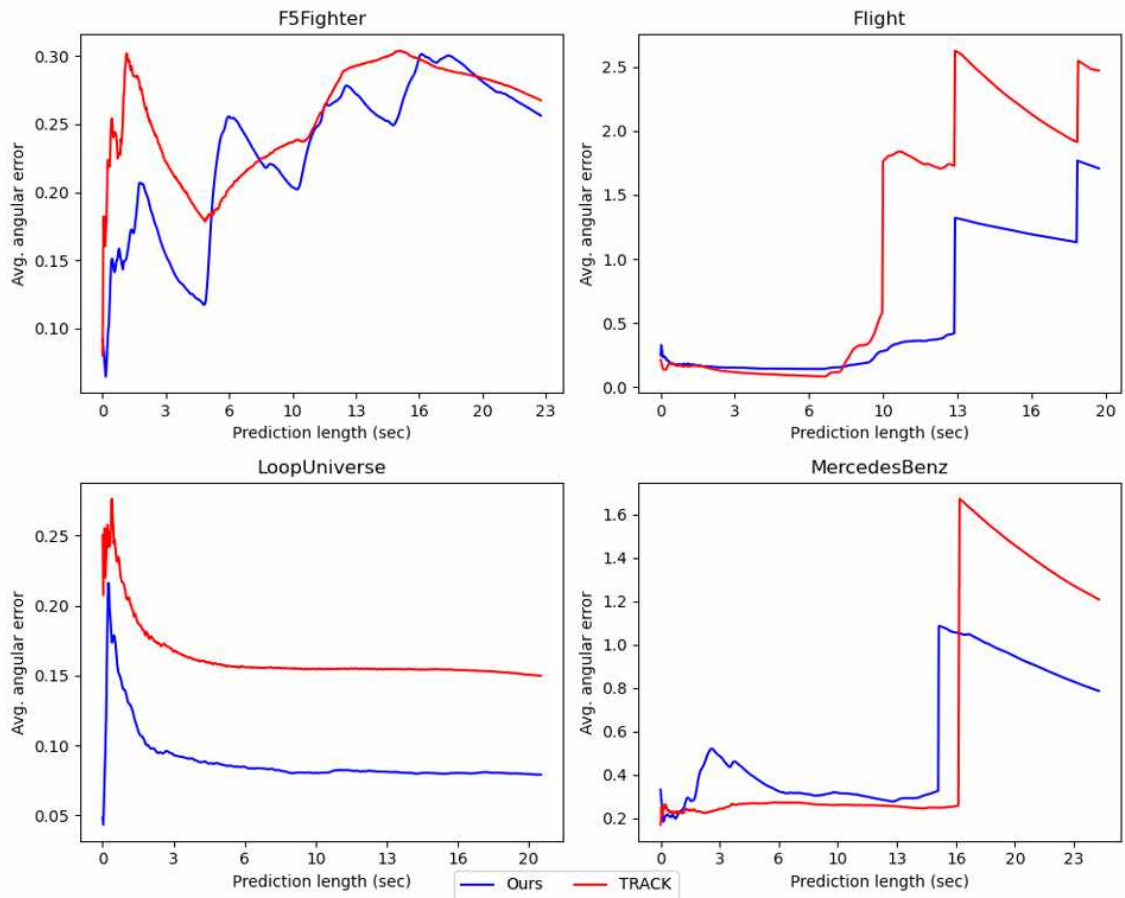 F5Fighter
Avg. angular error
0.30
0.25
0.20
0.15
0.10
0 3 6 10 13 16 20 23
Prediction length (sec)
Flight
Avg. angular error
2.5
2.0
1.5
1.0
0.5
0.0
0 3 6 10 13 16 20
Prediction length (sec)
LoopUniverse
Avg. angular error
0.25
0.20
0.15
0.10
0.05
0 3 6 10 13 16 20
Prediction length (sec)
MercedesBenz
Avg. angular error
1.6
1.4
1.2
1.0
0.8
0.6
0.4
0.2
0 3 6 10 13 16 20 23
Prediction length (sec)
Ours TRACK